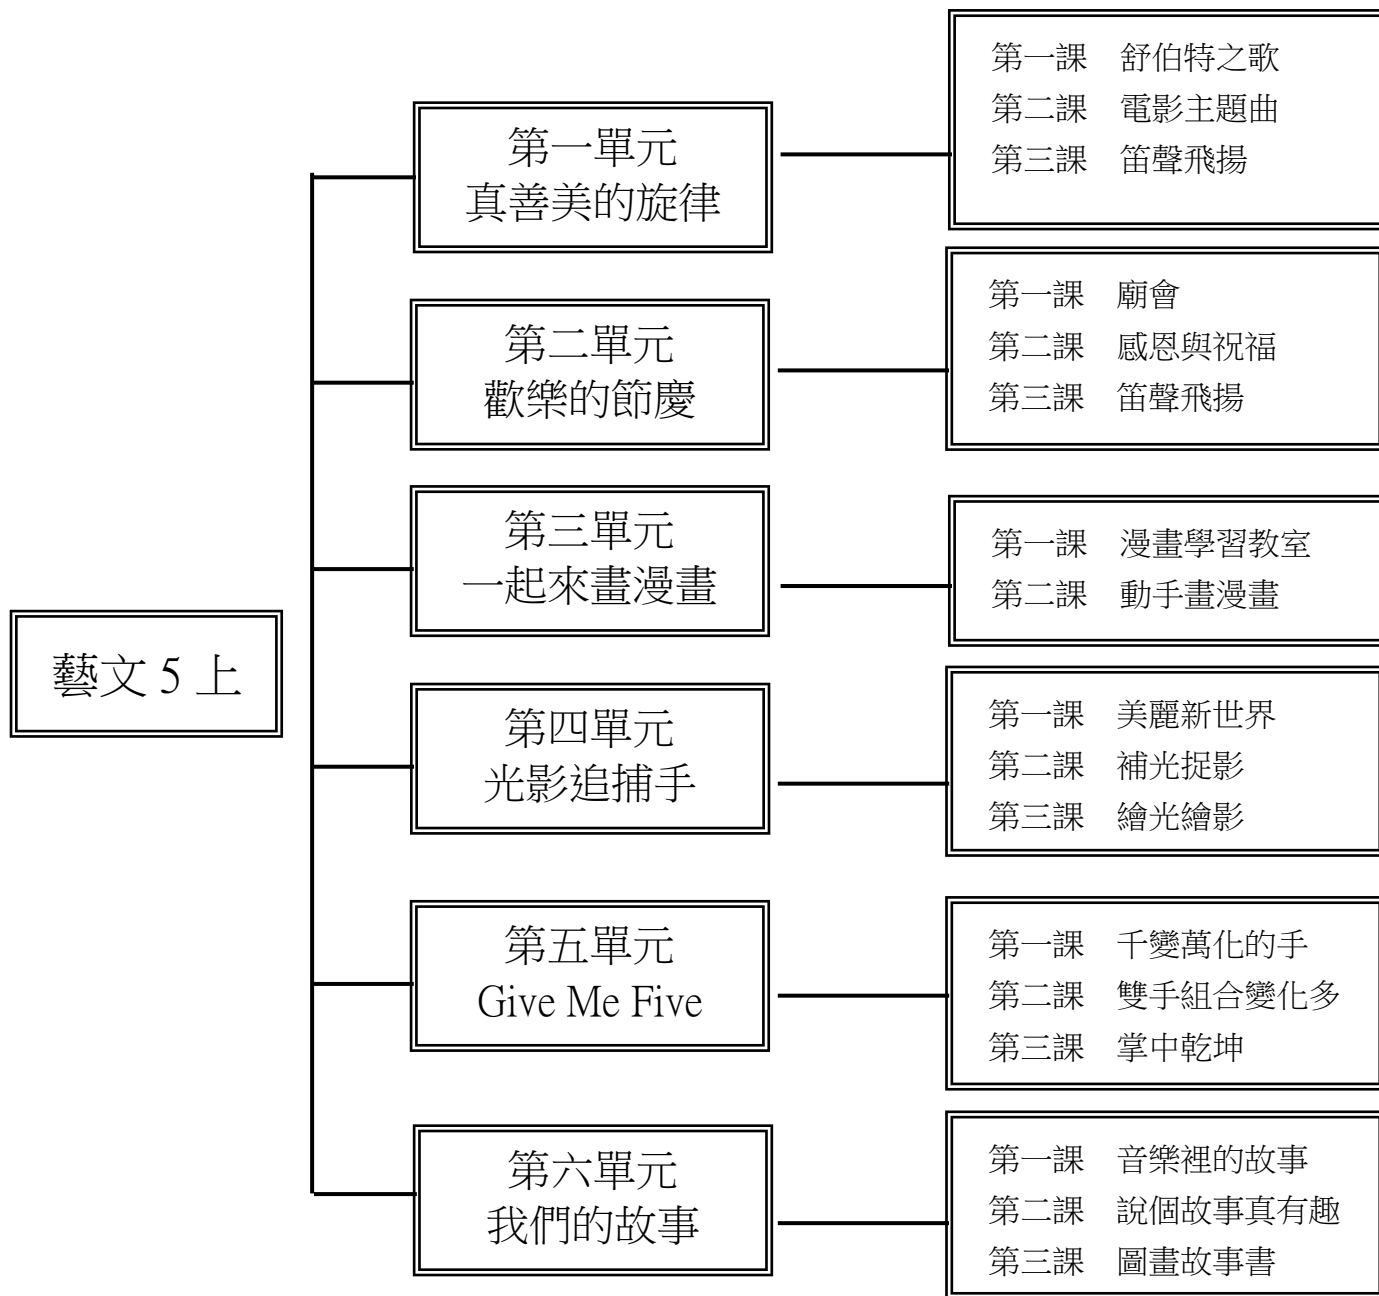 藝文 5 上
第一單元
真善美的旋律
第一課 舒伯特之歌
第二課 電影主題曲
第三課 笛聲飛揚
第二單元
歡樂的節慶
第一課 廟會
第二課 感恩與祝福
第三課 笛聲飛揚
第三單元
一起來畫漫畫
第一課 漫畫學習教室
第二課 動手畫漫畫
第四單元
光影追捕手
第一課 美麗新世界
第二課 補光捉影
第三課 繪光繪影
第五單元
Give Me Five
第一課 千變萬化的手
第二課 雙手組合變化多
第三課 掌中乾坤
第六單元
我們的故事
第一課 音樂裡的故事
第二課 說個故事真有趣
第三課 圖畫故事書